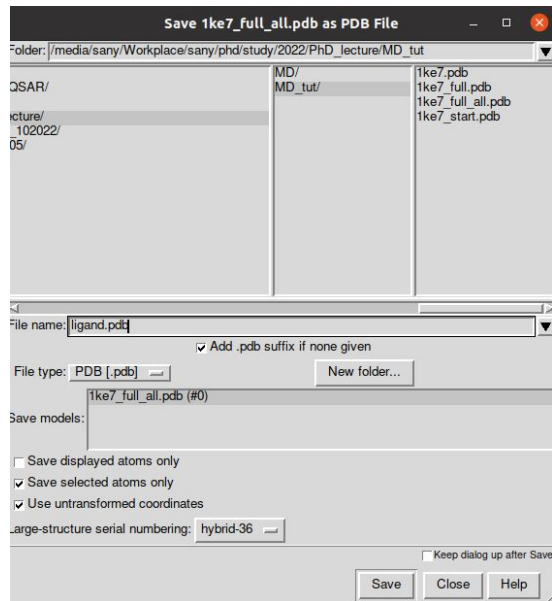 Save 1ke7_full_all.pdb as PDB File
Folder: /media/sany/Workplace/sany/phd/study/2022/PhD_lecture/MD_tut
QSAR/
ecture/
_102022/
05/
MD/
MD_tut/
1ke7.pdb
1ke7_full.pdb
1ke7_full_all.pdb
1ke7_start.pdb
File name: ligand.pdb
Add .pdb suffix if none given
File type: PDB [.pdb] New folder...
1ke7_full_all.pdb (#0)
Save models:
Save displayed atoms only
Save selected atoms only
Use untransformed coordinates
Large-structure serial numbering: hybrid-36
Keep dialog up after Save
Save Close Help